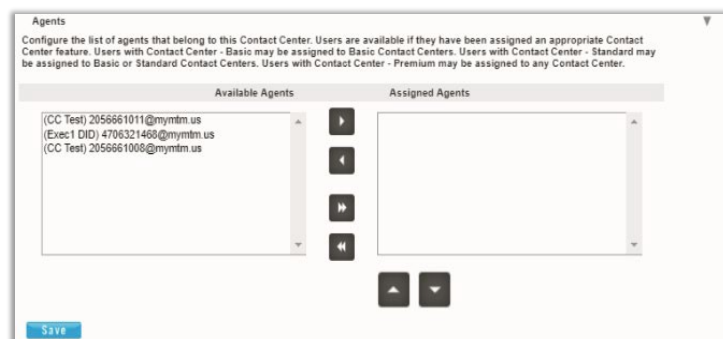 Agents
Configure the list of agents that belong to this Contact Center. Users are available if they have been assigned an appropriate Contact
Center feature. Users with Contact Center - Basic may be assigned to Basic Contact Centers. Users with Contact Center - Standard may
be assigned to Basic or Standard Contact Centers. Users with Contact Center - Premium may be assigned to any Contact Center.
Available Agents Assigned Agents
(CC Test) 2056661011@mymtm.us
(Exec1 DID) 4706321468@mymtm.us
(CC Test) 2056661008@mymtm.us
Save